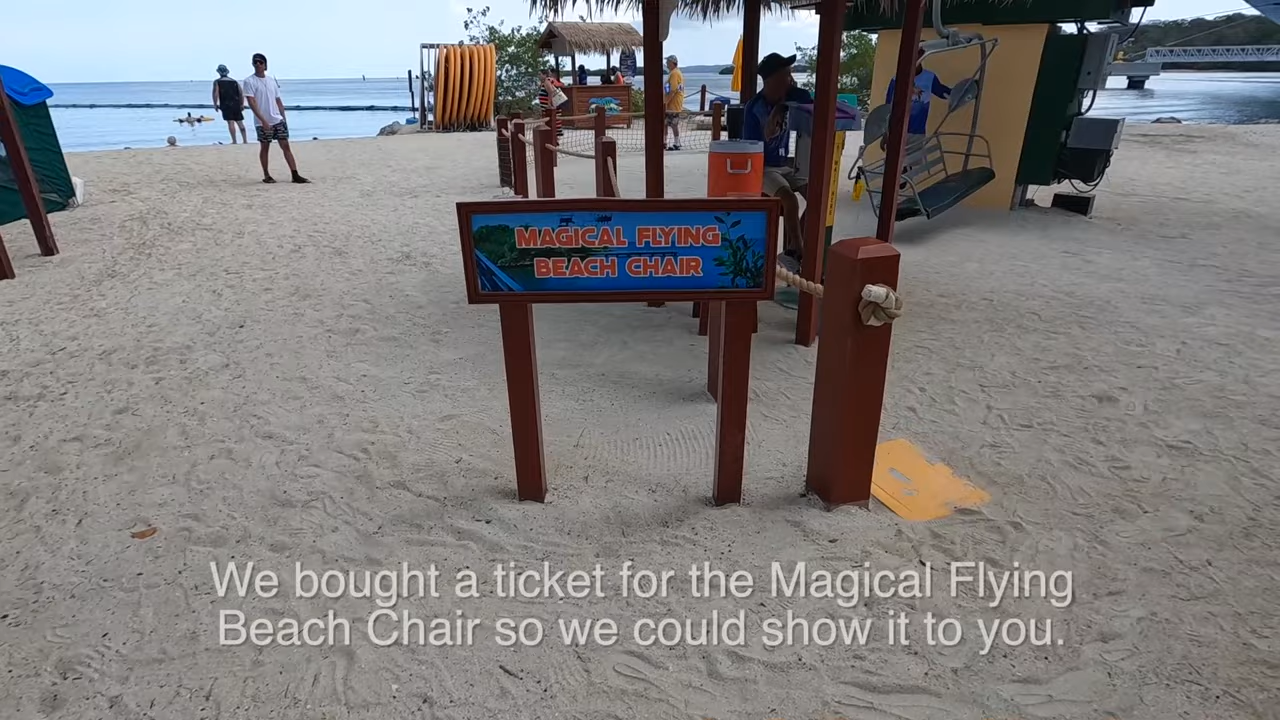 MAGICAL FLYING
BEACH CHAIR
We bought a ticket for the Magical Flying
Beach Chair so we could show it to you.